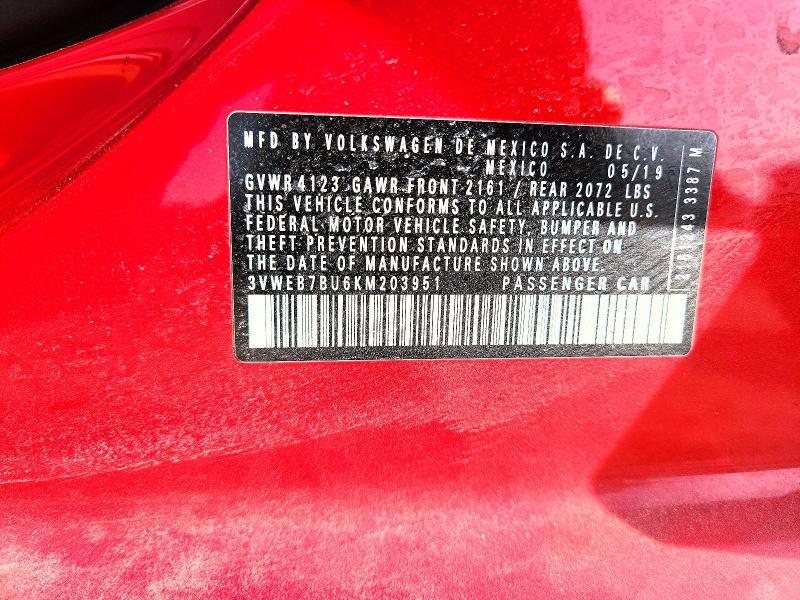 MFD BY VOLKSWAGEN DE MEXICO S.A. DE C.V.
MEXICO 05/19
GVWR 4123 GAWR FRONT 2161 / REAR 2072 LBS
THIS VEHICLE CONFORMS TO ALL APPLICABLE U.S.
FEDERAL MOTOR VEHICLE SAFETY, BUMPER AND
THEFT PREVENTION STANDARDS IN EFFECT ON
THE DATE OF MANUFACTURE SHOWN ABOVE.
3VWEB7BU6KM203951 PASSENGER CAR
3387 M